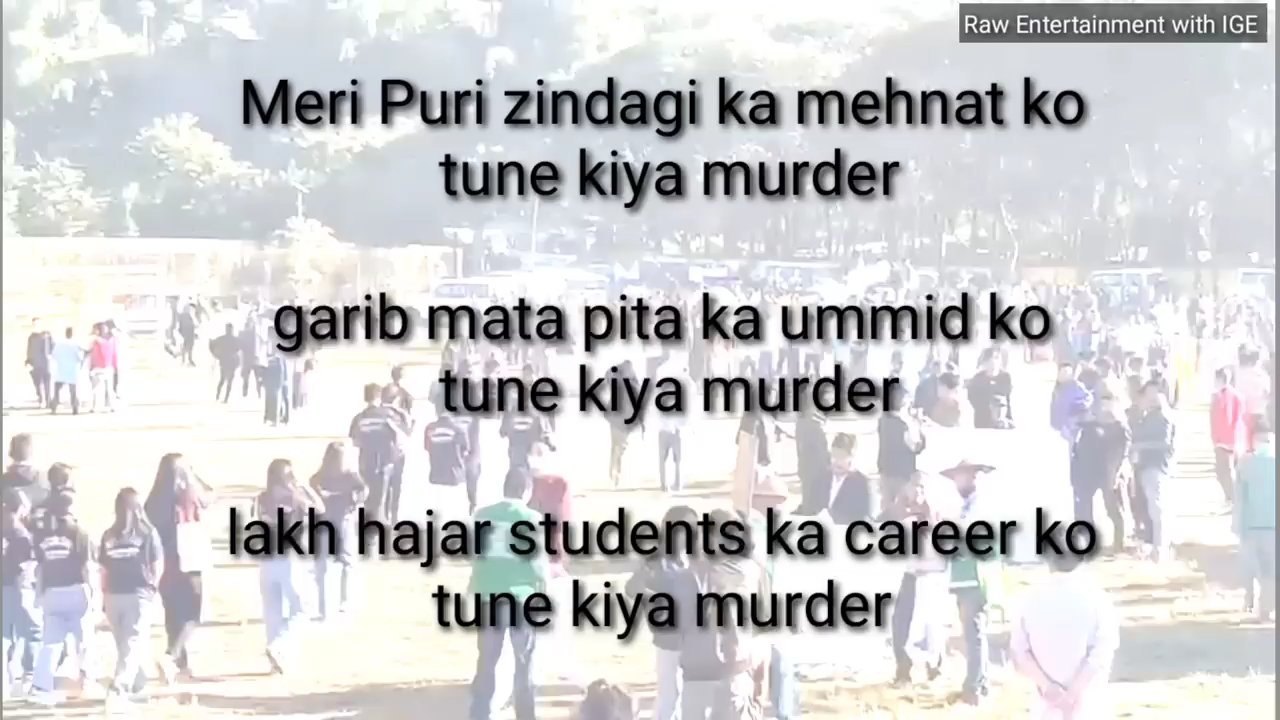 Raw Entertainment with IGE
Meri Puri zindagi ka mehnat ko
tune kiya murder
garib mata pita ka ummid ko
tune kiya murder
lakh hajar students ka career ko
tune kiya murder